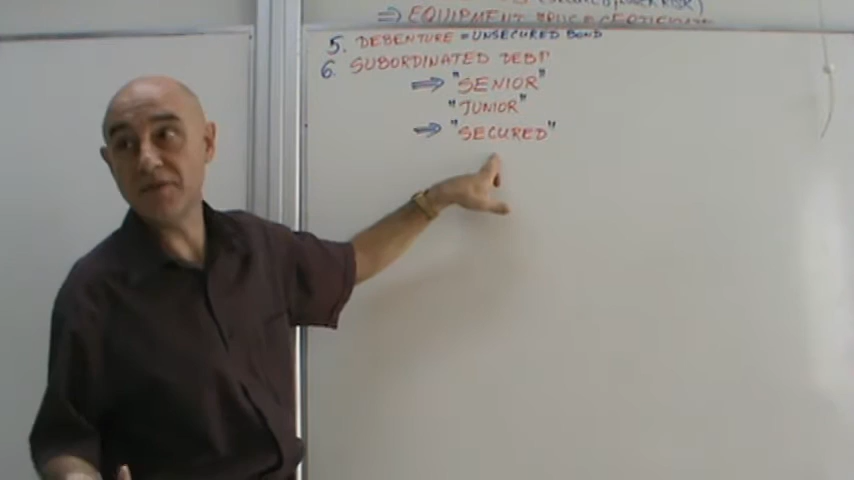 ⇒ EQUIPMENT
5. DEBENTURE = UNSECURED BOND
6. SUBORDINATED DEBT
⇒ "SENIOR"
"JUNIOR"
⇒ "SECURED"